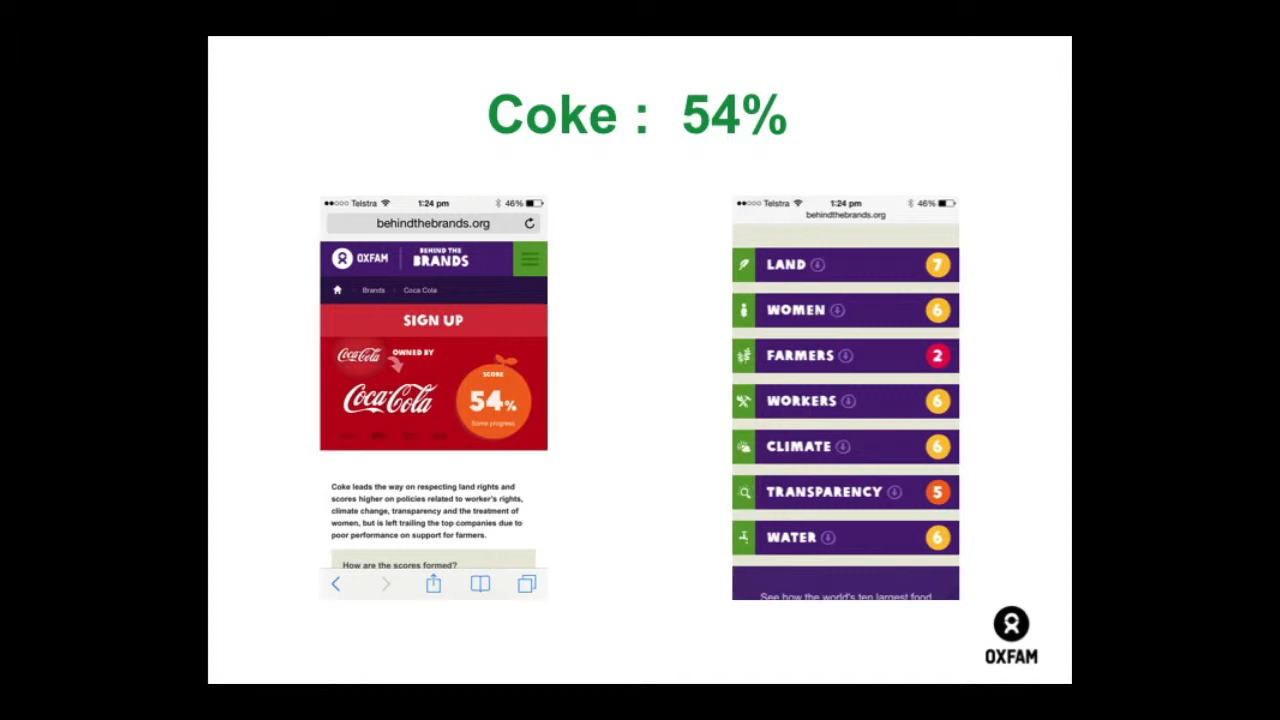 Coke : 54%
Telstra 1:24 pm 46%
behindthebrands.org
OXFAM BEHIND THE BRANDS
Brands Coca Cola
SIGN UP
Coca-Cola OWNED BY
Coca-Cola
SCORE
54%
Some progress
Coke leads the way on respecting land rights and
scores higher on policies related to worker's rights,
climate change, transparency and the treatment of
women, but is left trailing the top companies due to
poor performance on support for farmers.
How are the scores formed?
Telstra 1:24 pm 46%
behindthebrands.org
LAND 7
WOMEN 6
FARMERS 2
WORKERS 6
CLIMATE 6
TRANSPARENCY 5
WATER 6
See how the world's ten largest food
OXFAM